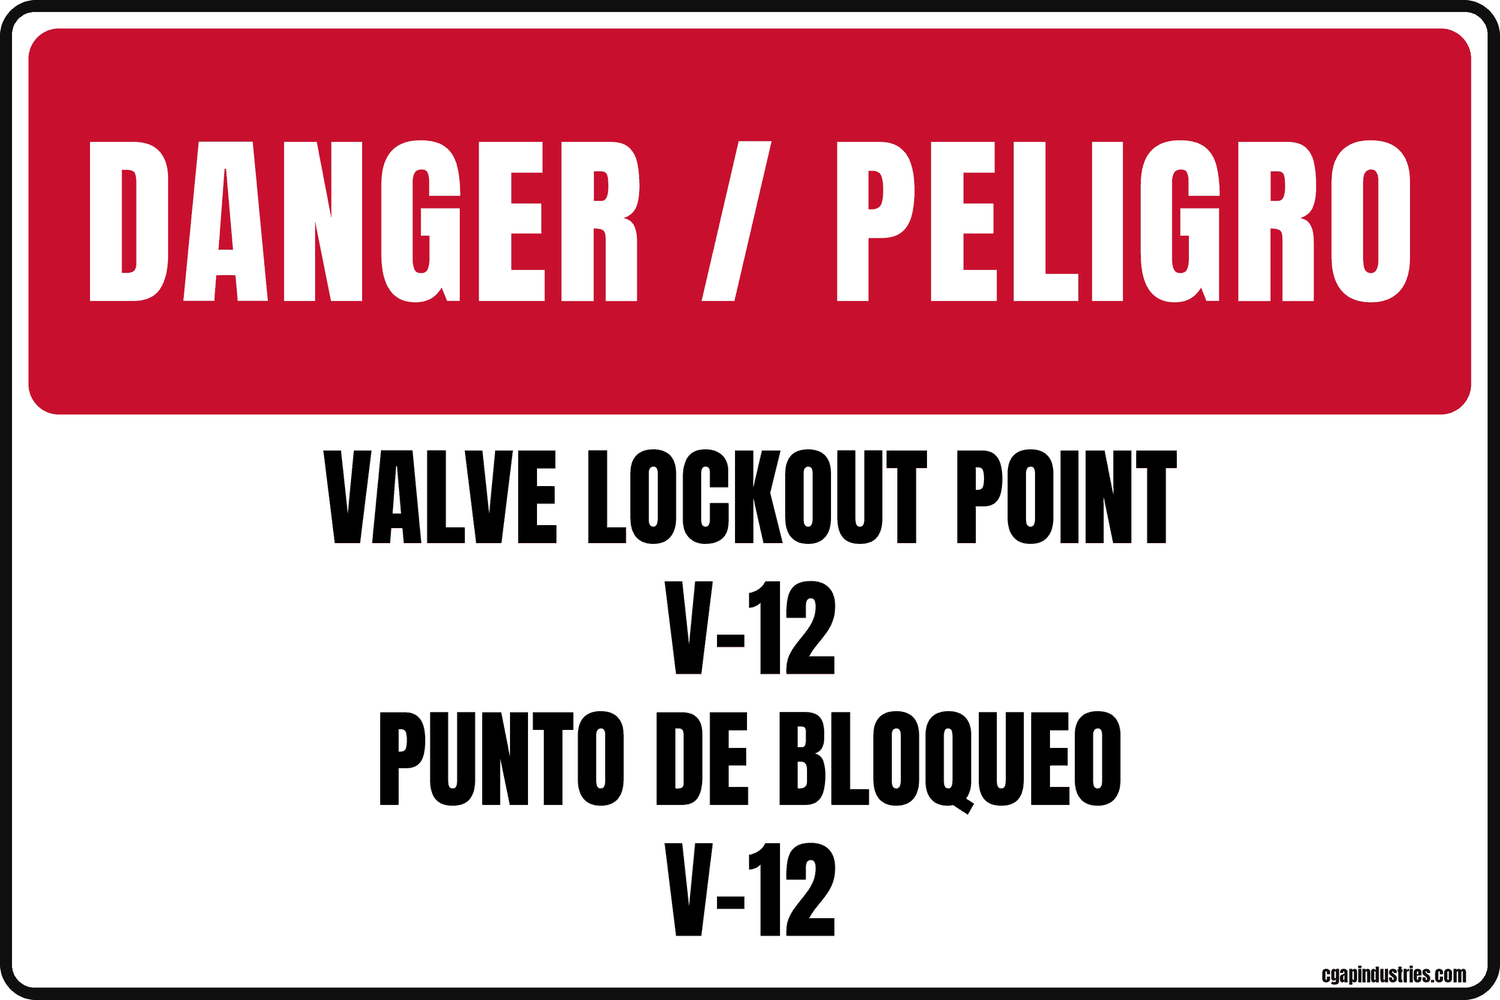 DANGER / PELIGRO
VALVE LOCKOUT POINT
V-12
PUNTO DE BLOQUEO
V-12
cgapindustries.com